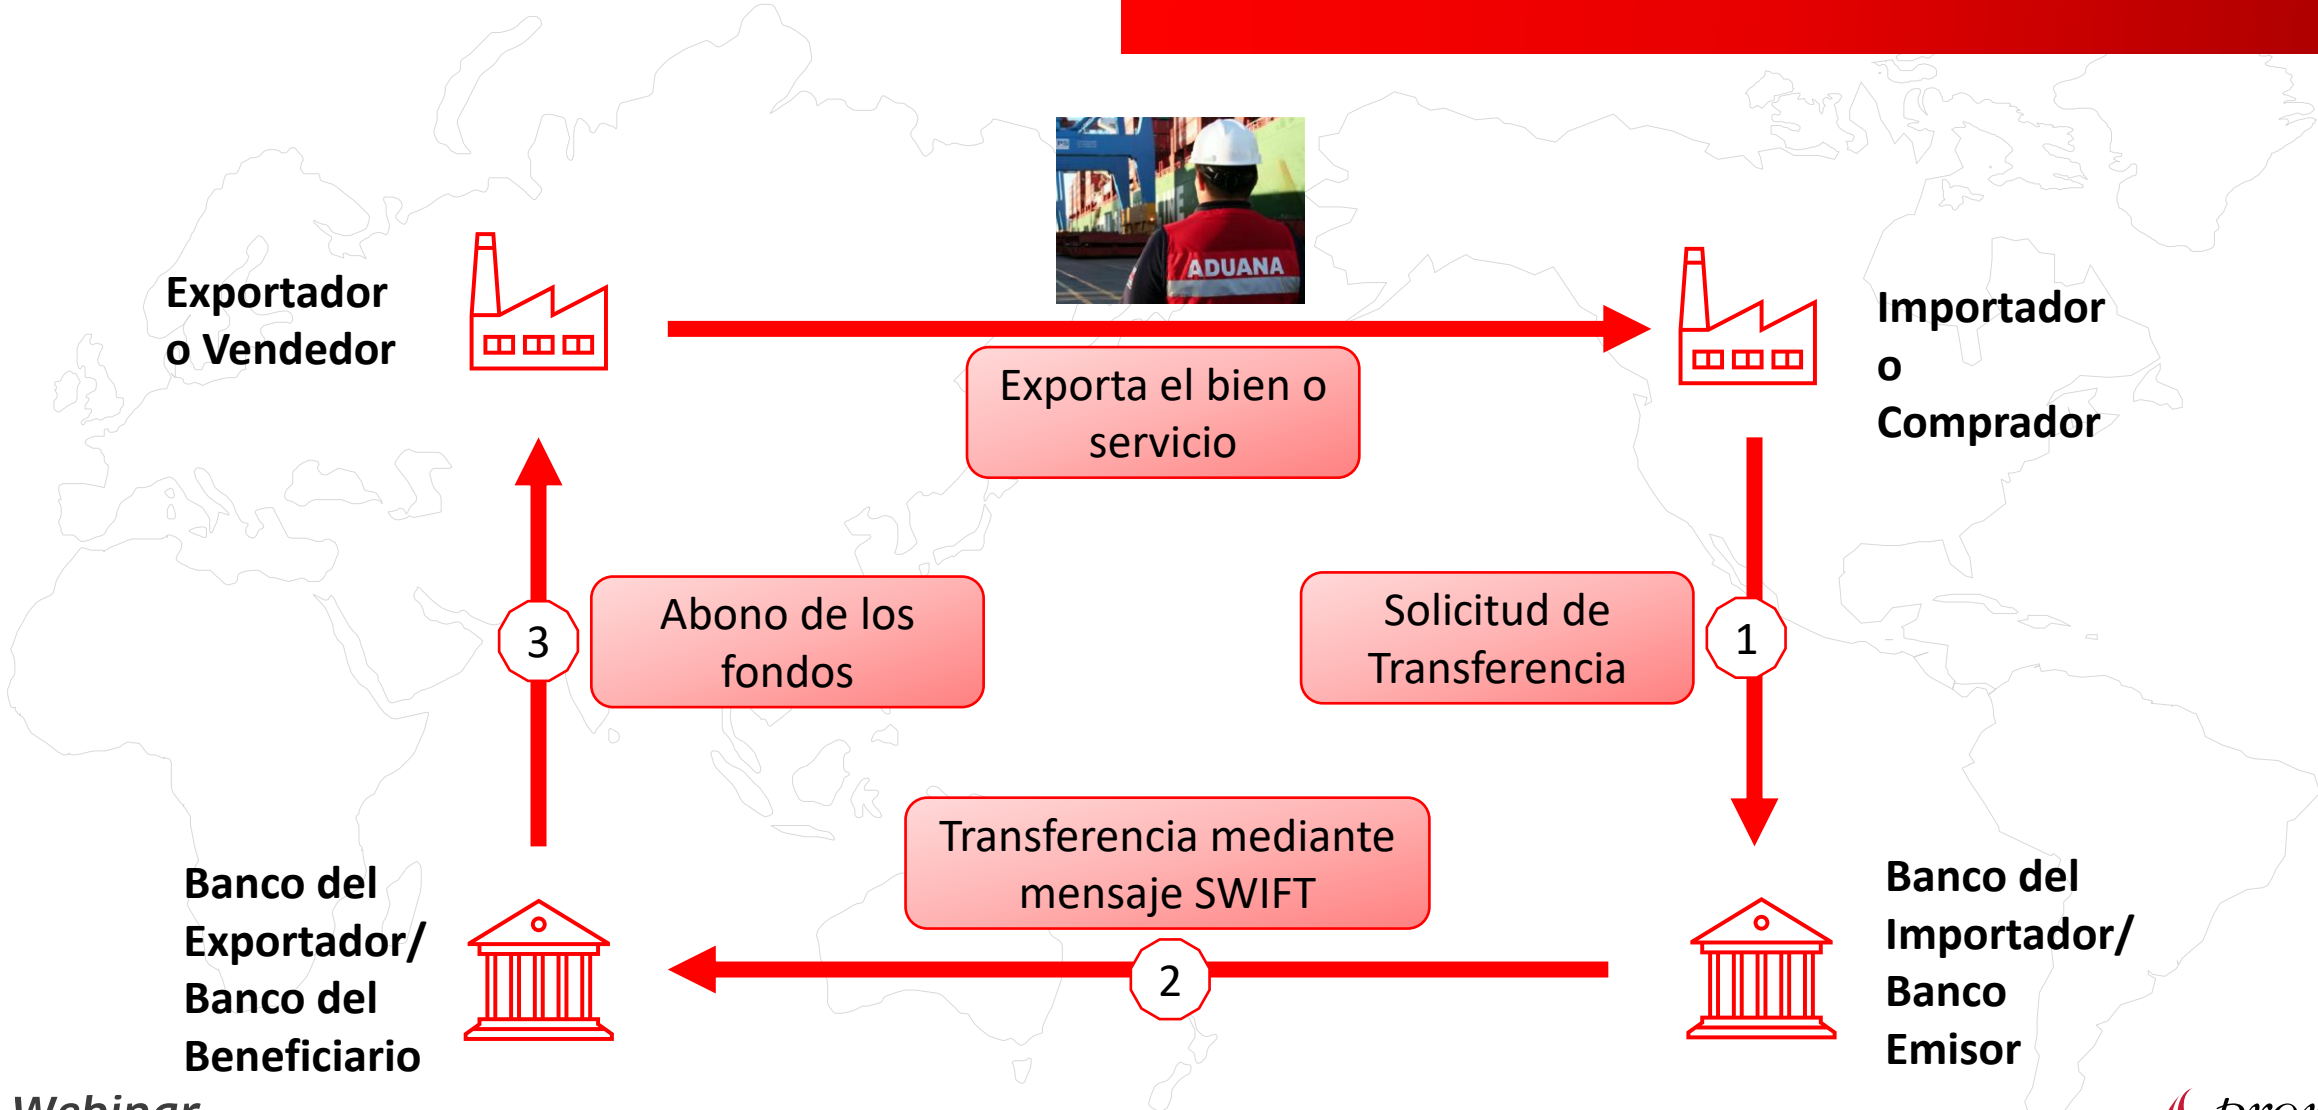 ADUANA
Exportador
o Vendedor
Importador
o
Comprador
Exporta el bien o
servicio
3
Abono de los
fondos
Solicitud de
Transferencia
1
Transferencia mediante
mensaje SWIFT
2
Banco del
Exportador/
Banco del
Beneficiario
Banco del
Importador/
Banco
Emisor
Webinar